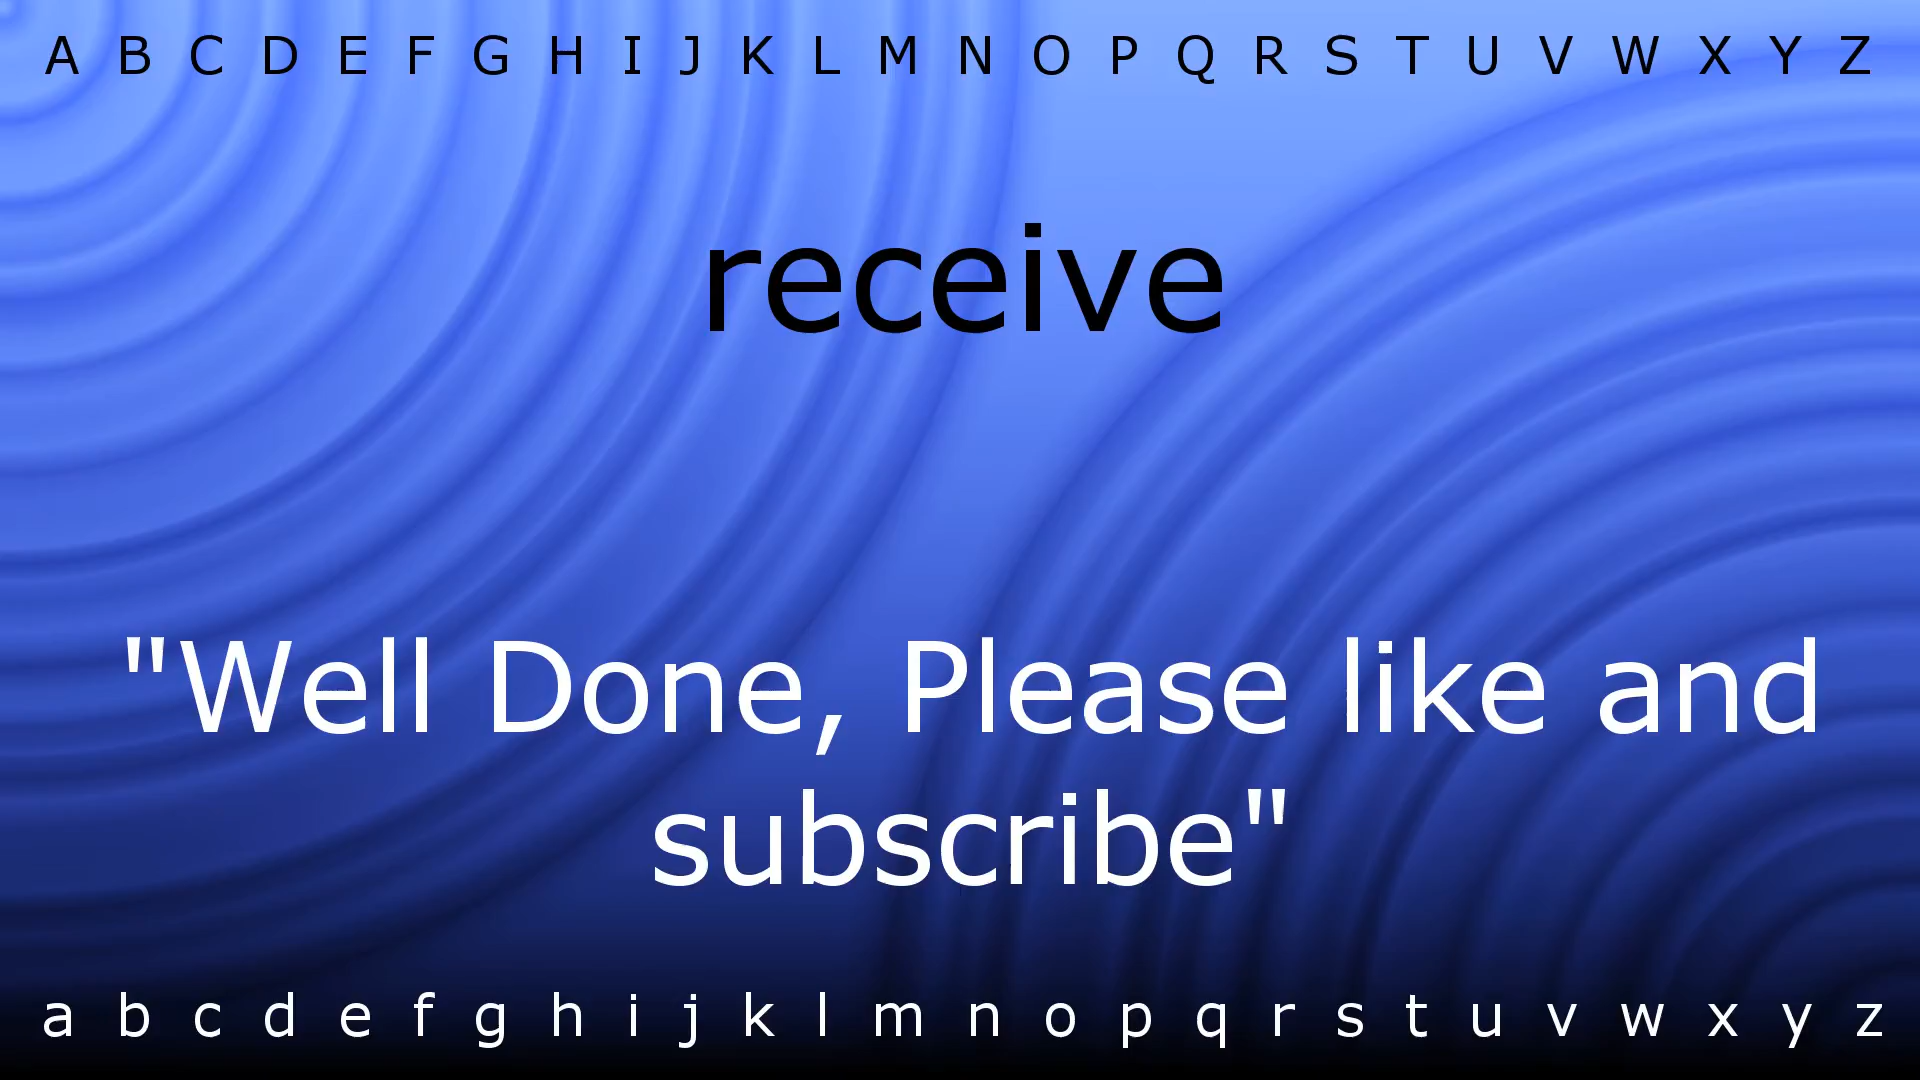 A B C D E F G H I J K L M N O P Q R S T U V W X Y Z
receive
"Well Done, Please like and
subscribe"
a b c d e f g h i j k l m n o p q r s t u v w x y z